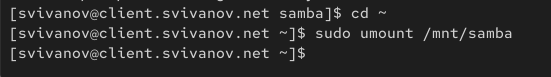 [svivanov@client.svivanov.net samba]$ cd ~
[svivanov@client.svivanov.net ~]$ sudo umount /mnt/samba
[svivanov@client.svivanov.net ~]$